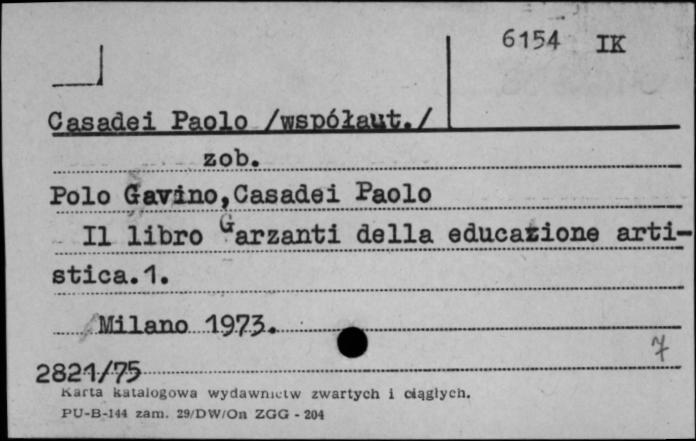 6154 IK
Casadei Paolo /współaut./
zob.
Polo Gavino,Casadei Paolo
Il libro Garzanti della educazione arti-
stica.1.
Milano 1973.
7
2821/75
Karta katalogowa wydawnictw zwartych i ciągłych.
PU-B-144 zam. 29/DW/On ZGG - 204